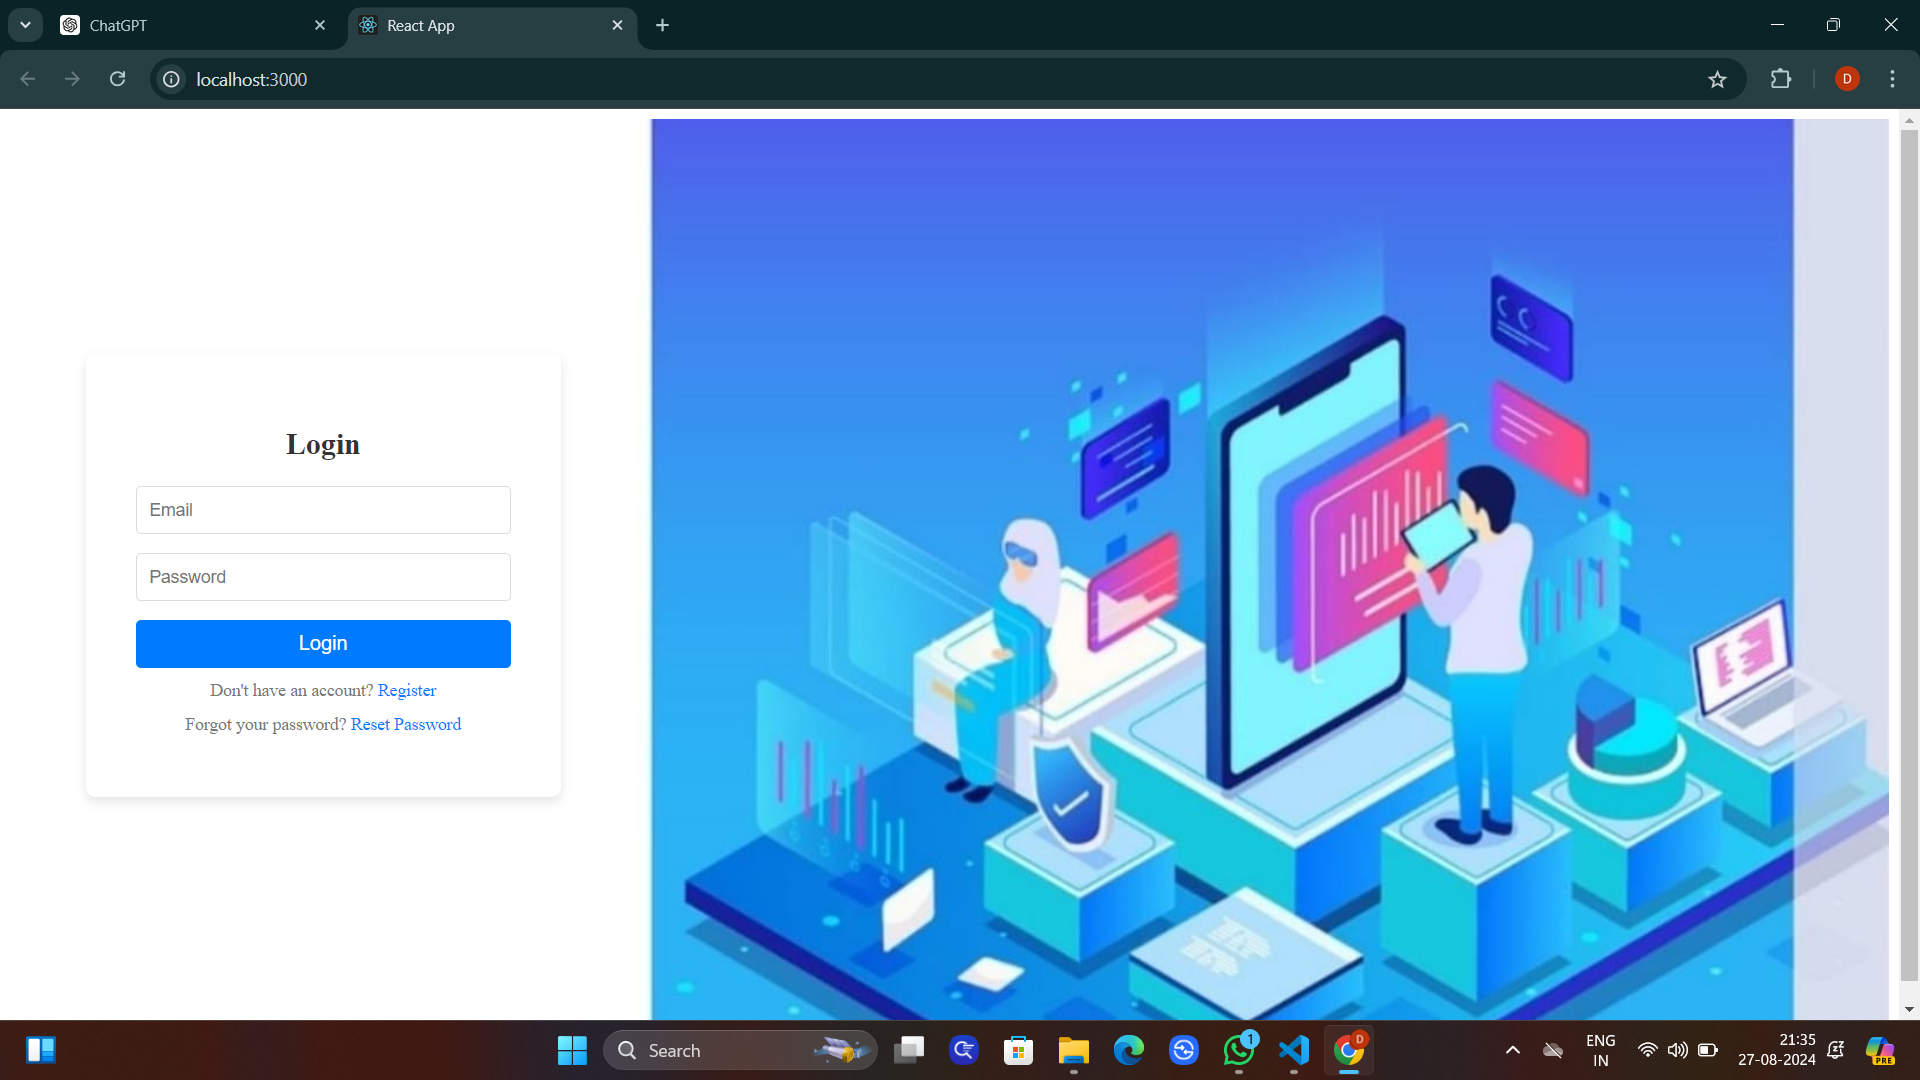 ChatGPT
React App
localhost:3000
D
Login
Email
Password
Login
Don't have an account? Register
Forgot your password? Reset Password
Search
1
D
ENG
IN
21:35
27-08-2024
PRE